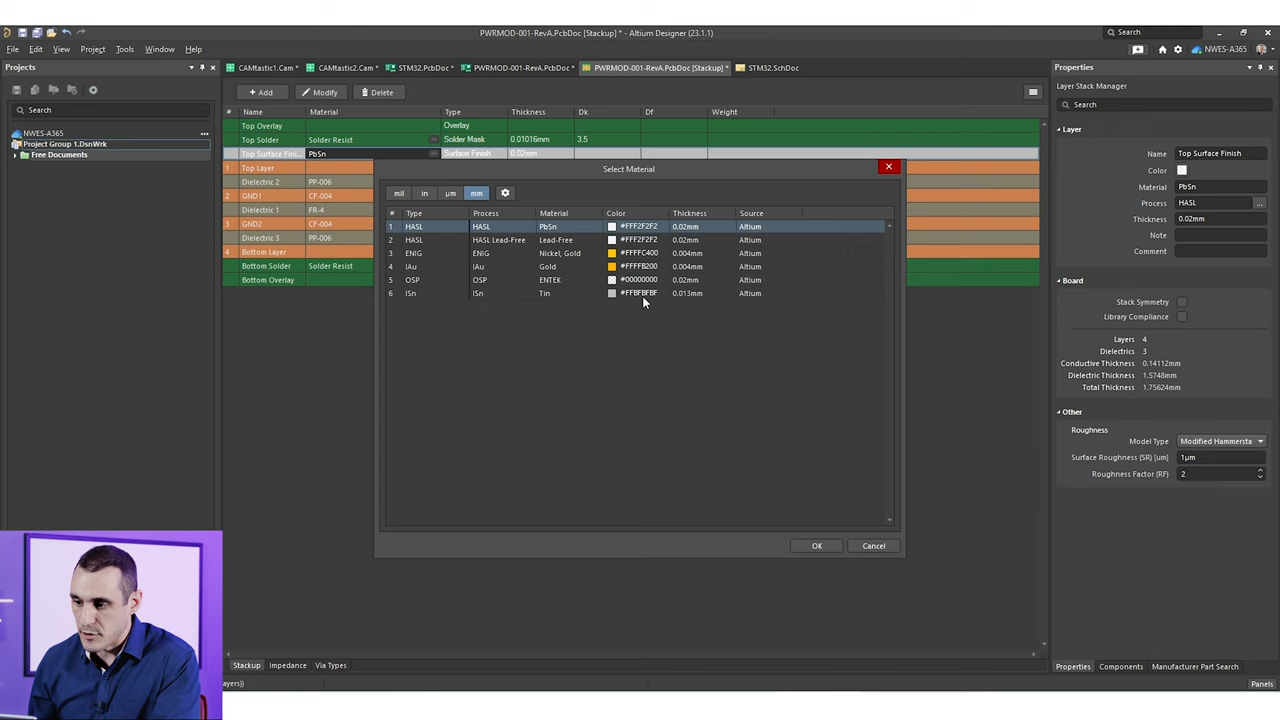 PWRMOD-001-RevA.PcbDoc [Stackup] * - Altium Designer (23.1.1)
Search
File Edit View Project Tools Window Help
NWES-A365
Projects
CAMtastic1.Cam * CAMtastic2.Cam * STM32.PcbDoc * PWRMOD-001-RevA.PcbDoc * PWRMOD-001-RevA.PcbDoc [Stackup] * STM32.SchDoc
Properties
+ Add Modify Delete
Layer Stack Manager
Search
Search
# Name Material Type Thickness Dk Df Weight
Top Overlay Overlay
Top Solder Solder Resist Solder Mask 0.01016mm 3.5
Top Surface Fini... PbSn Surface Finish 0.02mm
1 Top Layer
Dielectric 2 PP-006
2 GND1 CF-004
Dielectric 1 FR-4
3 GND2 CF-004
Dielectric 3 PP-006
4 Bottom Layer
Bottom Solder Solder Resist
Bottom Overlay
NWES-A365
Project Group 1.DsnWrk
Free Documents
Select Material
mil in µm mm
# Type Process Material Color Thickness Source
1 HASL HASL PbSn #FFF2F2F2 0.02mm Altium
2 HASL HASL Lead-Free Lead-Free #FFF2F2F2 0.02mm Altium
3 ENIG ENIG Nickel, Gold #FFFFC400 0.004mm Altium
4 IAu IAu Gold #FFFFB200 0.004mm Altium
5 OSP OSP ENTEK #00000000 0.02mm Altium
6 ISn ISn Tin #FFBFBFBF 0.013mm Altium
OK Cancel
Layer
Name Top Surface Finish
Color
Material PbSn
Process HASL ...
Thickness 0.02mm
Note
Comment
Board
Stack Symmetry
Library Compliance
Layers 4
Dielectrics 3
Conductive Thickness 0.14112mm
Dielectric Thickness 1.5748mm
Total Thickness 1.75624mm
Other
Roughness
Model Type Modified Hammersta
Surface Roughness (SR) [um] 1µm
Roughness Factor (RF) 2
Stackup Impedance Via Types
Properties Components Manufacturer Part Search
ayers))
Panels